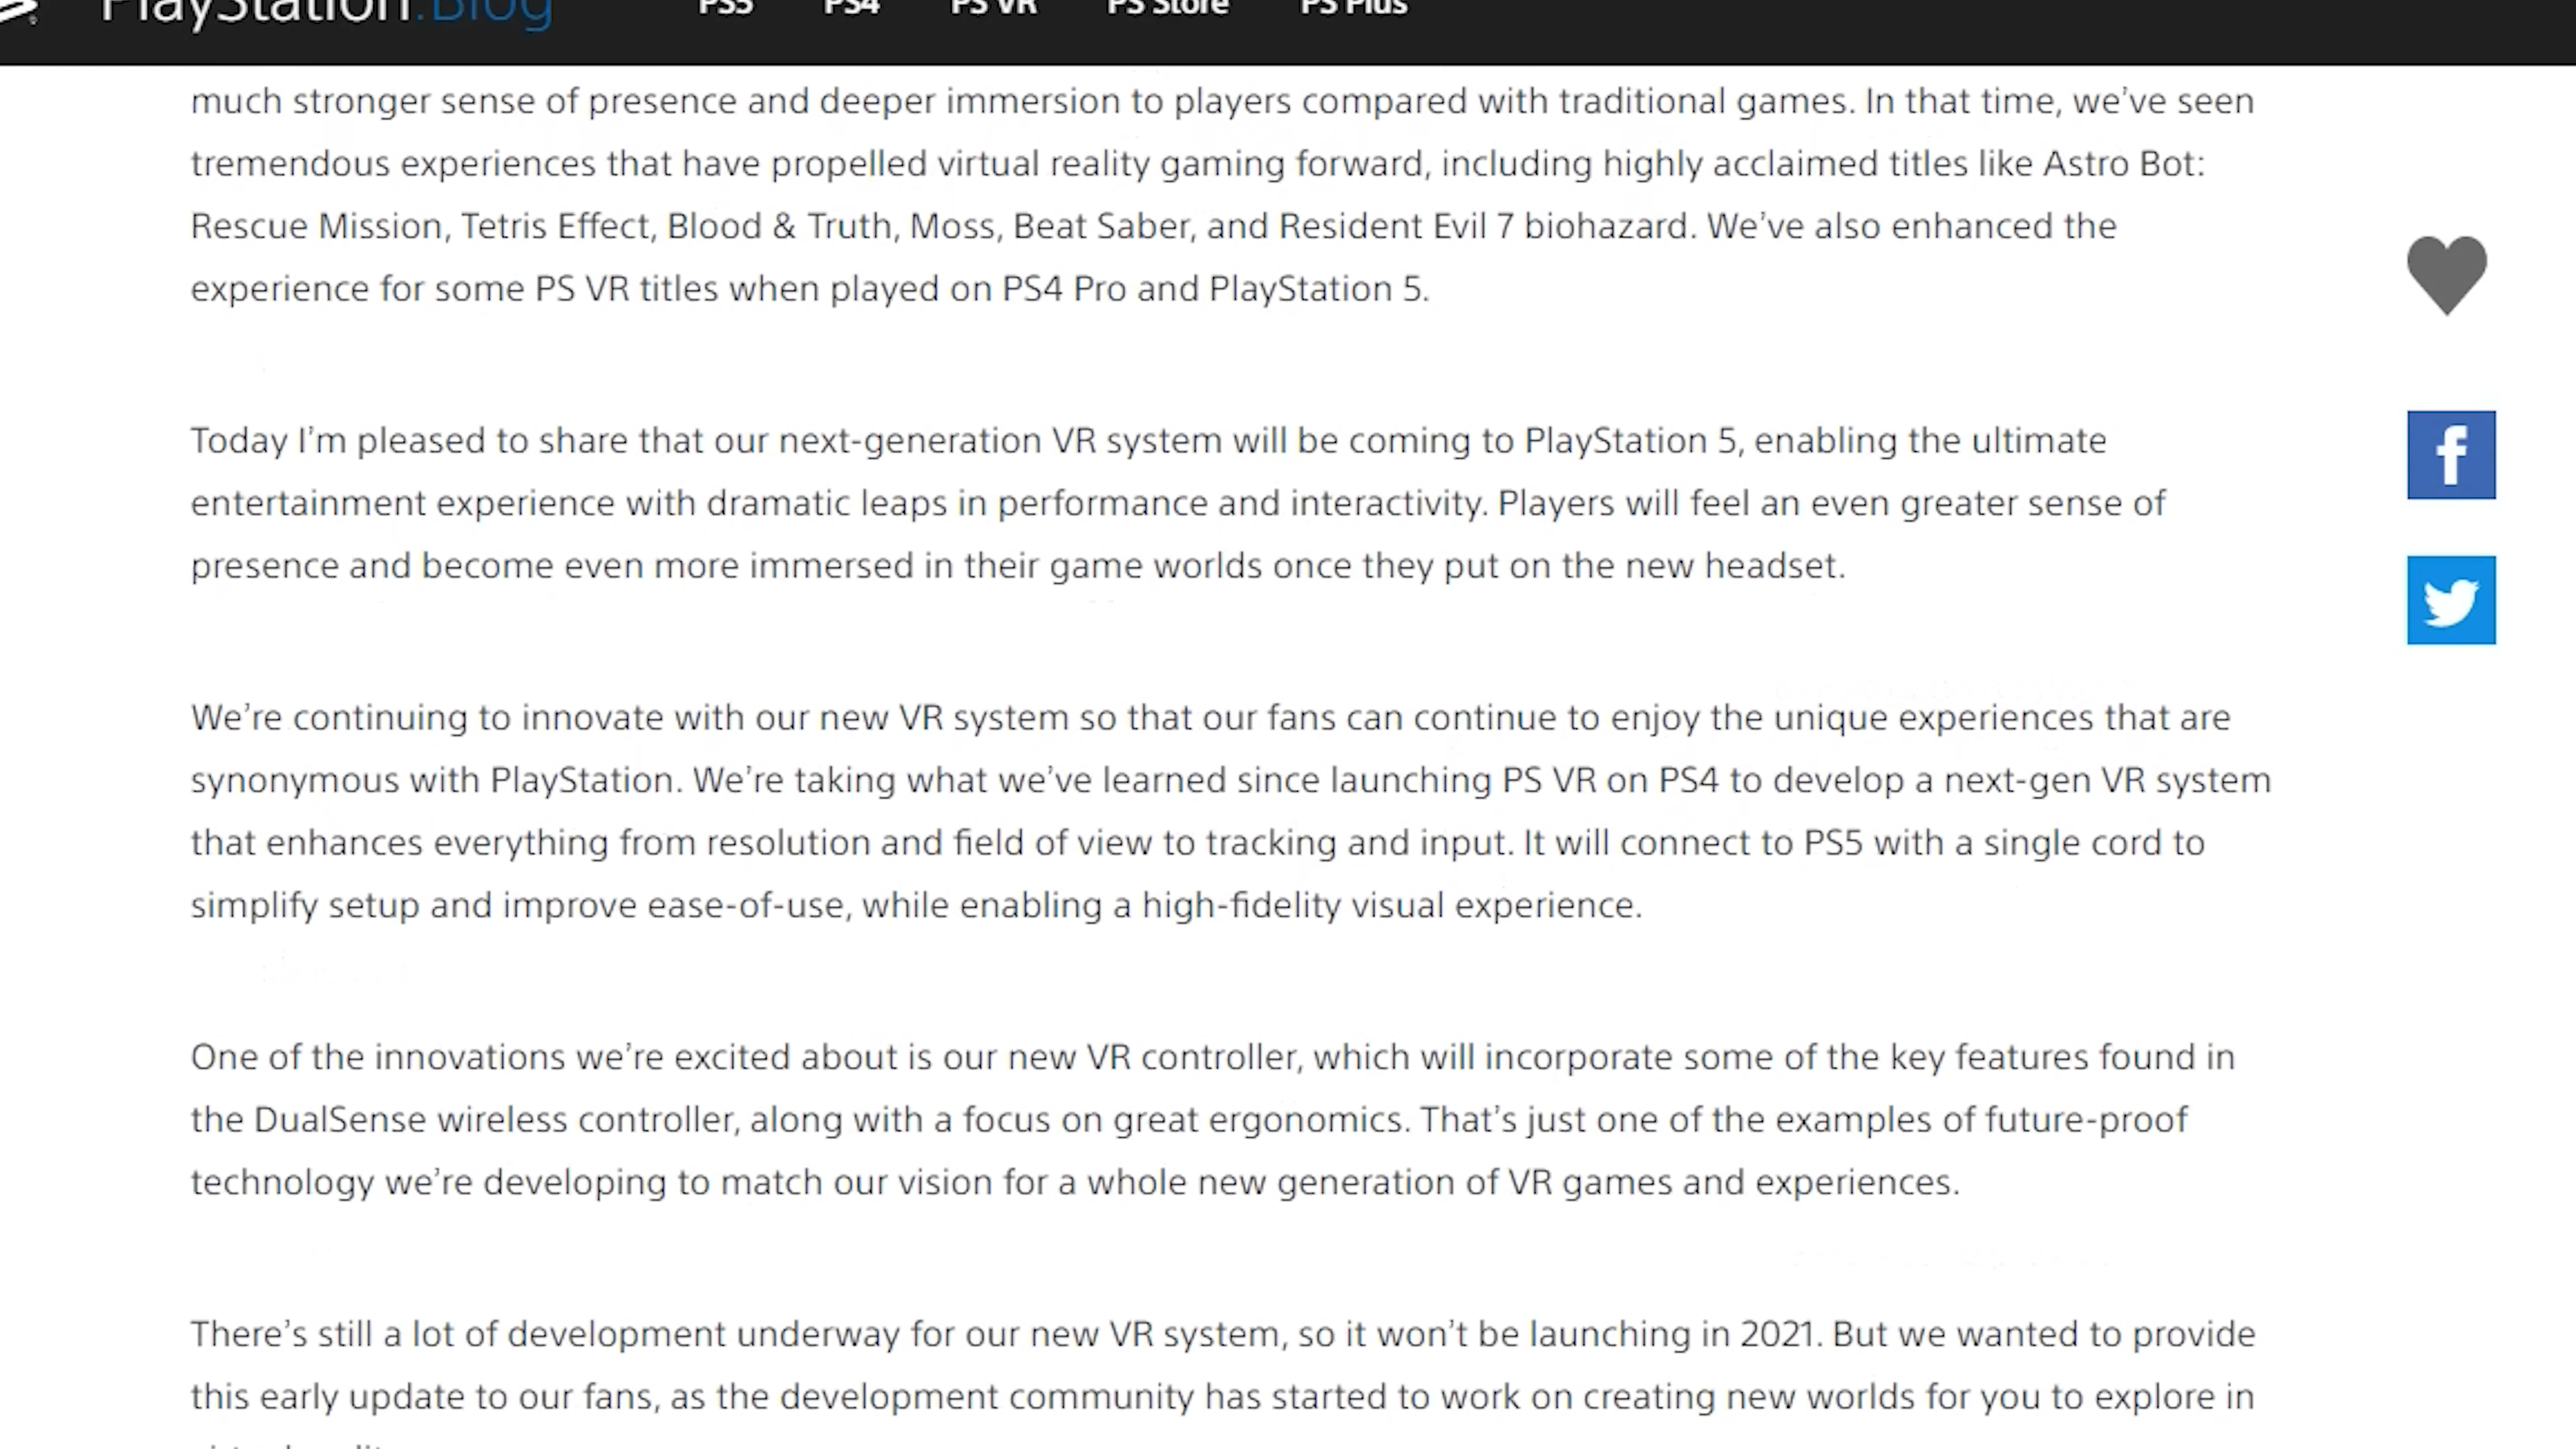 PlayStation.Blog
PS5 PS4 PS VR PS Store PS Plus
much stronger sense of presence and deeper immersion to players compared with traditional games. In that time, we’ve seen
tremendous experiences that have propelled virtual reality gaming forward, including highly acclaimed titles like Astro Bot:
Rescue Mission, Tetris Effect, Blood & Truth, Moss, Beat Saber, and Resident Evil 7 biohazard. We’ve also enhanced the
experience for some PS VR titles when played on PS4 Pro and PlayStation 5.
Today I’m pleased to share that our next-generation VR system will be coming to PlayStation 5, enabling the ultimate
entertainment experience with dramatic leaps in performance and interactivity. Players will feel an even greater sense of
presence and become even more immersed in their game worlds once they put on the new headset.
We’re continuing to innovate with our new VR system so that our fans can continue to enjoy the unique experiences that are
synonymous with PlayStation. We’re taking what we’ve learned since launching PS VR on PS4 to develop a next-gen VR system
that enhances everything from resolution and field of view to tracking and input. It will connect to PS5 with a single cord to
simplify setup and improve ease-of-use, while enabling a high-fidelity visual experience.
One of the innovations we’re excited about is our new VR controller, which will incorporate some of the key features found in
the DualSense wireless controller, along with a focus on great ergonomics. That’s just one of the examples of future-proof
technology we’re developing to match our vision for a whole new generation of VR games and experiences.
There’s still a lot of development underway for our new VR system, so it won’t be launching in 2021. But we wanted to provide
this early update to our fans, as the development community has started to work on creating new worlds for you to explore in